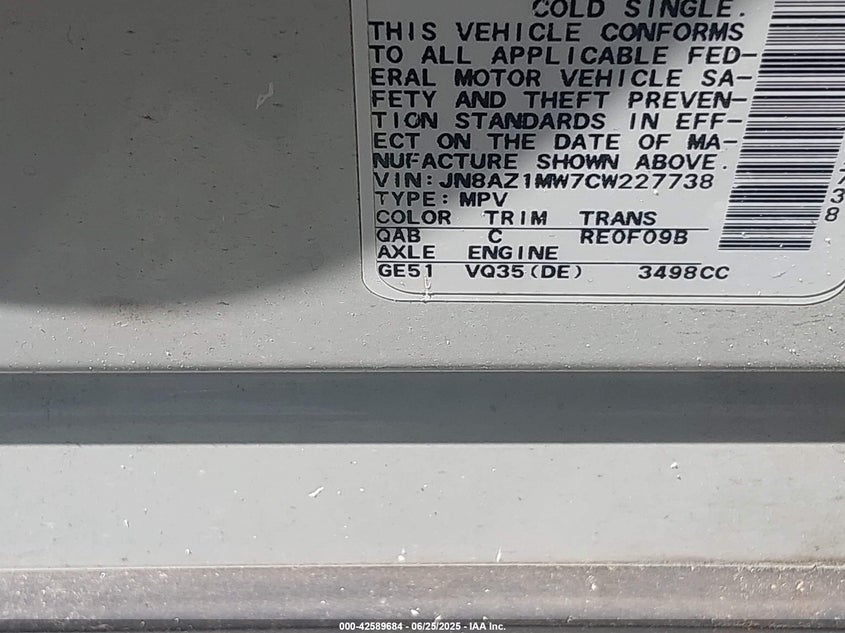 COLD SINGLE.
THIS VEHICLE CONFORMS
TO ALL APPLICABLE FED-
ERAL MOTOR VEHICLE SA-
FETY AND THEFT PREVEN-
TION STANDARDS IN EFF-
ECT ON THE DATE OF MA-
NUFACTURE SHOWN ABOVE.
VIN:JN8AZ1MW7CW227738
TYPE:MPV
COLOR TRIM TRANS
QAB C RE0F09B
AXLE ENGINE
GE51 VQ35(DE) 3498CC
738
000-42589684 - 06/25/2025 - IAA Inc.